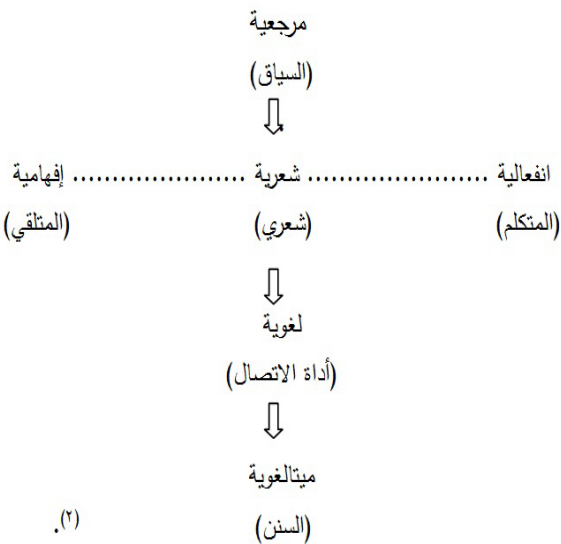 مرجعية
(السياق)
انفعالية ....................... شعرية ...................... إفهامية
(المتكلم) (شعري) (المتلقي)
لغوية
(أداة الاتصال)
ميتالغوية
(السنن) (٢).